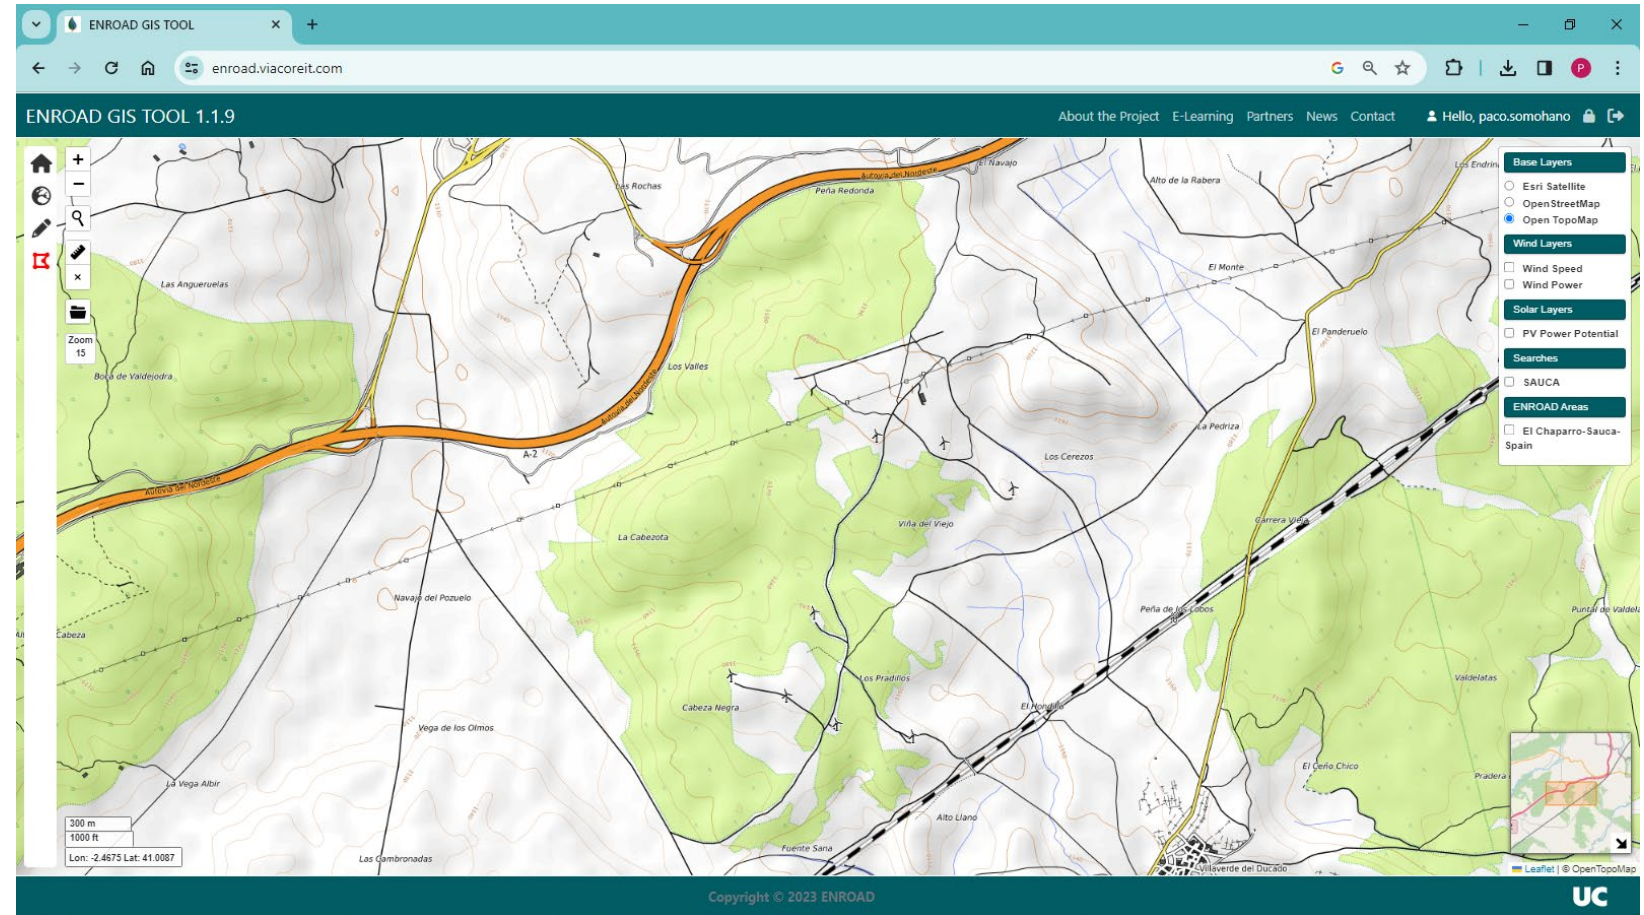 ENROAD GIS TOOL
enroad.viacoreit.com
P
ENROAD GIS TOOL 1.1.9
About the Project E-Learning Partners News Contact Hello, paco.somohano
Zoom
15
Base Layers
Esri Satellite
OpenStreetMap
Open TopoMap
Wind Layers
Wind Speed
Wind Power
Solar Layers
PV Power Potential
Searches
SAUCA
ENROAD Areas
El Chaparro-Sauca-
Spain
El Navajo
Autovía del Nordeste
Las Rochas
Peña Redonda
Alto de la Rabera
El Monte
Las Angueruelas
El Panderuelo
Los Valles
Boca de Valdejodra
Autovía del Nordeste
La Pedriza
A-2
Los Cerezos
Autovía del Nordeste
Viña del Viejo
Carrera Vieja
La Cabezota
Navajo del Pozuelo
Peña de los Lobos
Cabeza
Los Pradillos
Valdelatas
Cabeza Negra
El Hondillo
Vega de los Olmos
El Ceño Chico
Pradera
La Vega Albir
Alto Llano
300 m
1000 ft
Fuente Sana
Lon: -2.4675 Lat: 41.0087
Las Cambronadas
Villaverde del Ducado
Leaflet | © OpenTopoMap
Copyright © 2023 ENROAD
UC